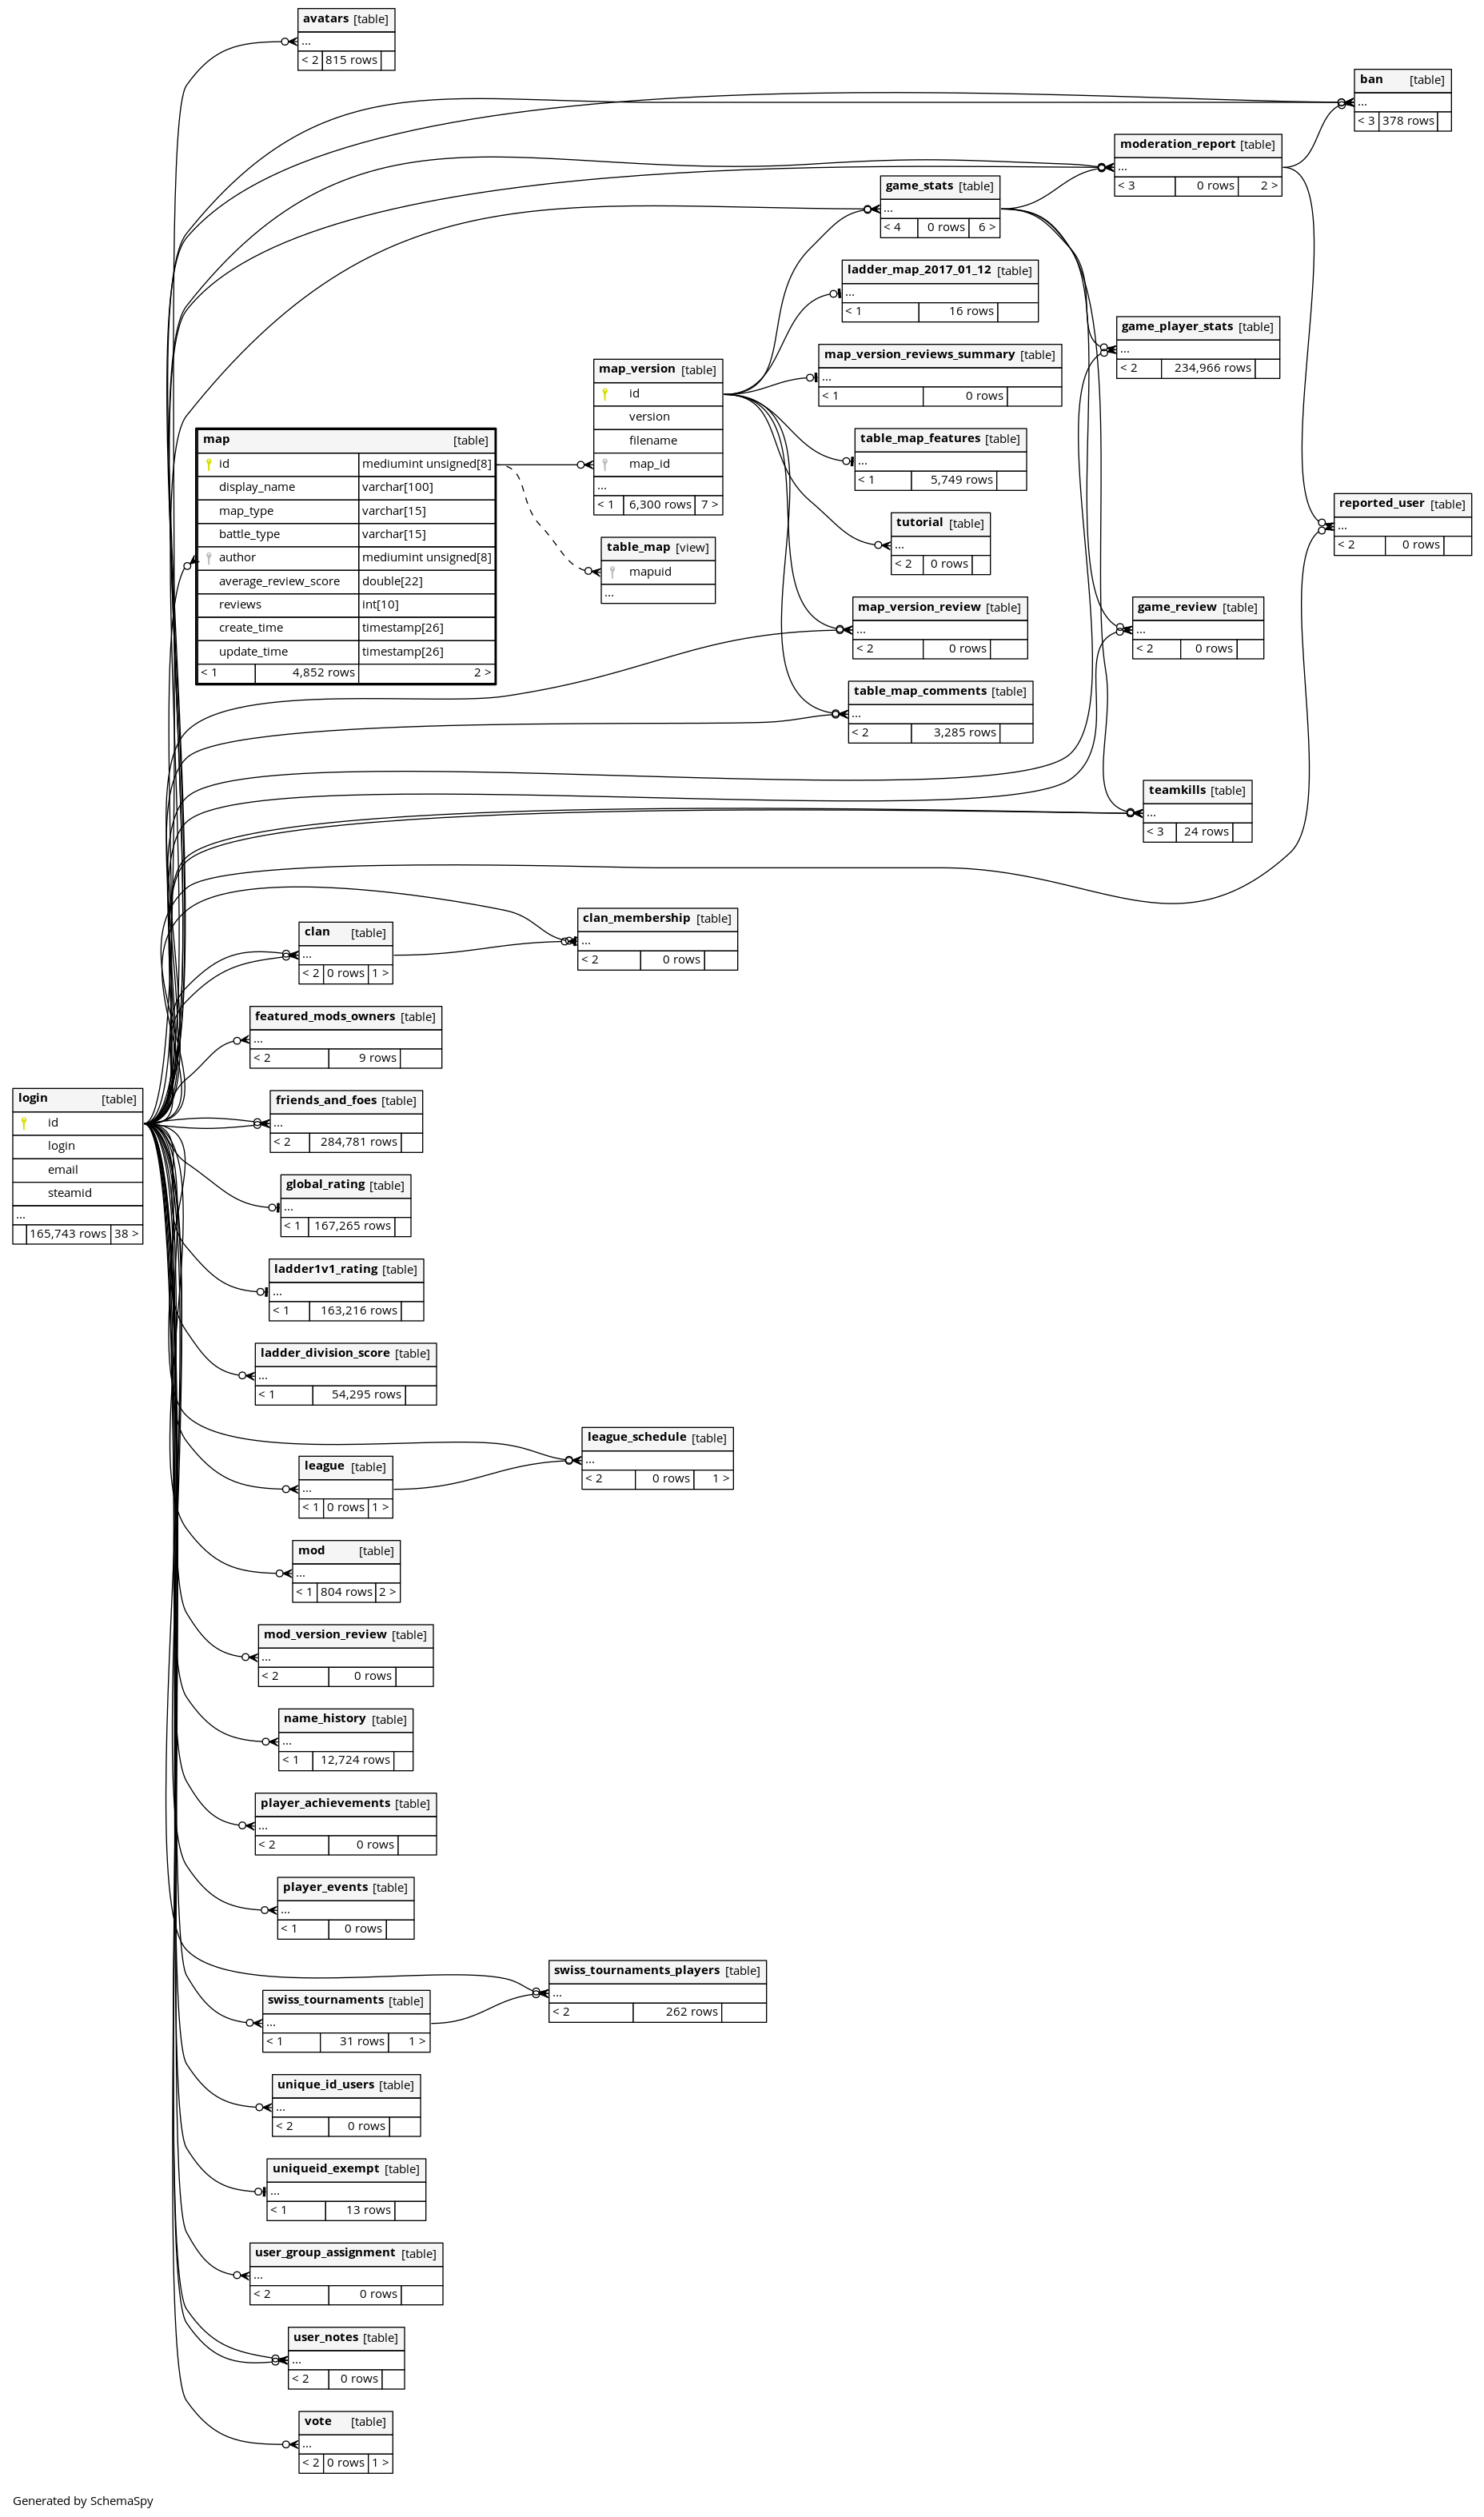 avatars [table]
...
< 2 815 rows
ban [table]
...
< 3 378 rows
moderation_report [table]
...
< 3 0 rows 2 >
game_stats [table]
...
< 4 0 rows 6 >
ladder_map_2017_01_12 [table]
...
< 1 16 rows
game_player_stats [table]
...
< 2 234,966 rows
map_version_reviews_summary [table]
...
< 1 0 rows
map_version [table]
id
version
filename
map_id
...
< 1 6,300 rows 7 >
map [table]
id mediumint unsigned[8]
display_name varchar[100]
map_type varchar[15]
battle_type varchar[15]
author mediumint unsigned[8]
average_review_score double[22]
reviews int[10]
create_time timestamp[26]
update_time timestamp[26]
< 1 4,852 rows 2 >
table_map_features [table]
...
< 1 5,749 rows
reported_user [table]
...
< 2 0 rows
tutorial [table]
...
< 2 0 rows
table_map [view]
mapuid
...
map_version_review [table]
...
< 2 0 rows
game_review [table]
...
< 2 0 rows
table_map_comments [table]
...
< 2 3,285 rows
teamkills [table]
...
< 3 24 rows
clan_membership [table]
...
< 2 0 rows
clan [table]
...
< 2 0 rows 1 >
featured_mods_owners [table]
...
< 2 9 rows
login [table]
id
login
email
steamid
...
165,743 rows 38 >
friends_and_foes [table]
...
< 2 284,781 rows
global_rating [table]
...
< 1 167,265 rows
ladder1v1_rating [table]
...
< 1 163,216 rows
ladder_division_score [table]
...
< 1 54,295 rows
league_schedule [table]
...
< 2 0 rows 1 >
league [table]
...
< 1 0 rows 1 >
mod [table]
...
< 1 804 rows 2 >
mod_version_review [table]
...
< 2 0 rows
name_history [table]
...
< 1 12,724 rows
player_achievements [table]
...
< 2 0 rows
player_events [table]
...
< 1 0 rows
swiss_tournaments_players [table]
...
< 2 262 rows
swiss_tournaments [table]
...
< 1 31 rows 1 >
unique_id_users [table]
...
< 2 0 rows
uniqueid_exempt [table]
...
< 1 13 rows
user_group_assignment [table]
...
< 2 0 rows
user_notes [table]
...
< 2 0 rows
vote [table]
...
< 2 0 rows 1 >
Generated by SchemaSpy